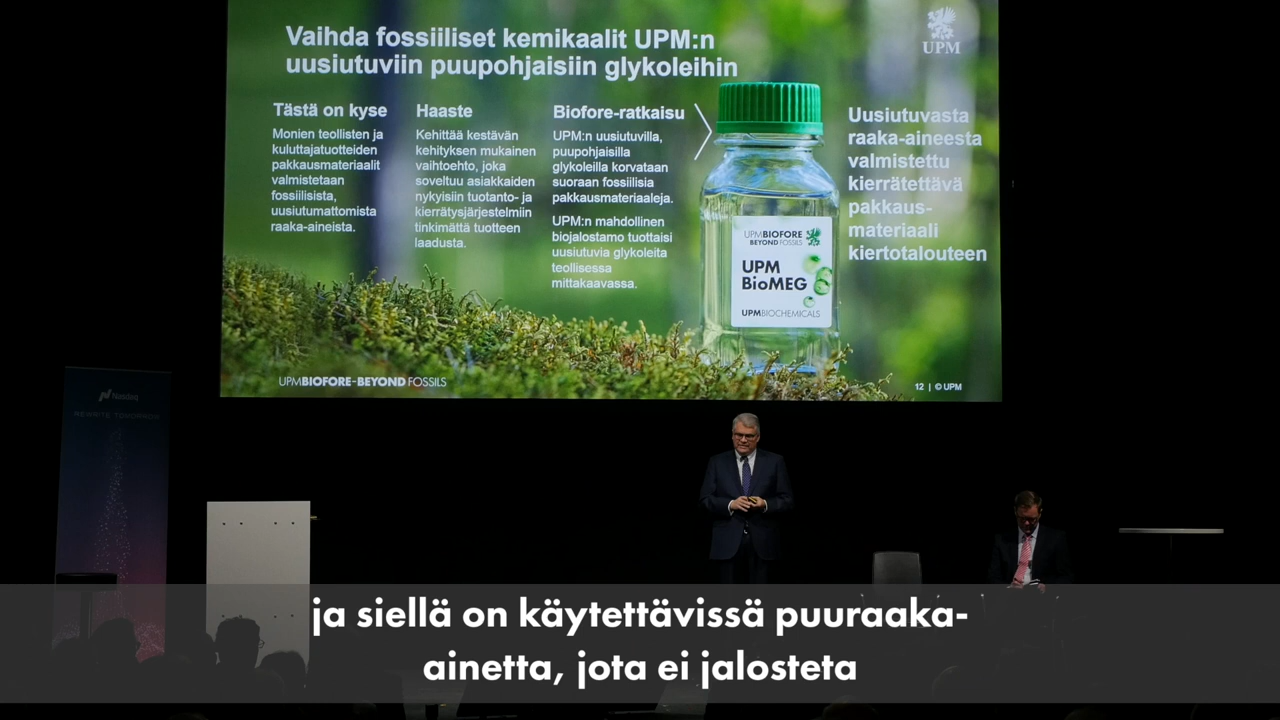 Vaihda fossiiliset kemikaalit UPM:n
uusiutuviin puupohjaisiin glykoleihin
UPM
Tästä on kyse
Monien teollisten ja
kuluttajatuotteiden
pakkausmateriaalit
valmistetaan
fossiilisista,
uusiutumattomista
raaka-aineista.
Haaste
Kehittää kestävän
kehityksen mukainen
vaihtoehto, joka
soveltuu asiakkaiden
nykyisiin tuotanto- ja
kierrätysjärjestelmiin
tinkimättä tuotteen
laadusta.
Biofore-ratkaisu
UPM:n uusiutuvilla,
puupohjaisilla
glykoleilla korvataan
suoraan fossiilisia
pakkausmateriaaleja.
UPM:n mahdollinen
biojalostamo tuottaisi
uusiutuvia glykoleita
teollisessa
mittakaavassa.
UPMBIOFORE
BEYOND FOSSILS
UPM
BioMEG
UPMBIOCHEMICALS
Uusiutuvasta
raaka-aineesta
valmistettu
kierrätettävä
pakkaus-
materiaali
kiertotalouteen
UPMBIOFORE-BEYOND FOSSILS
12 | © UPM
Nasdaq
REWRITE TOMORROW
ja siellä on käytettävissä puuraaka-
ainetta, jota ei jalosteta